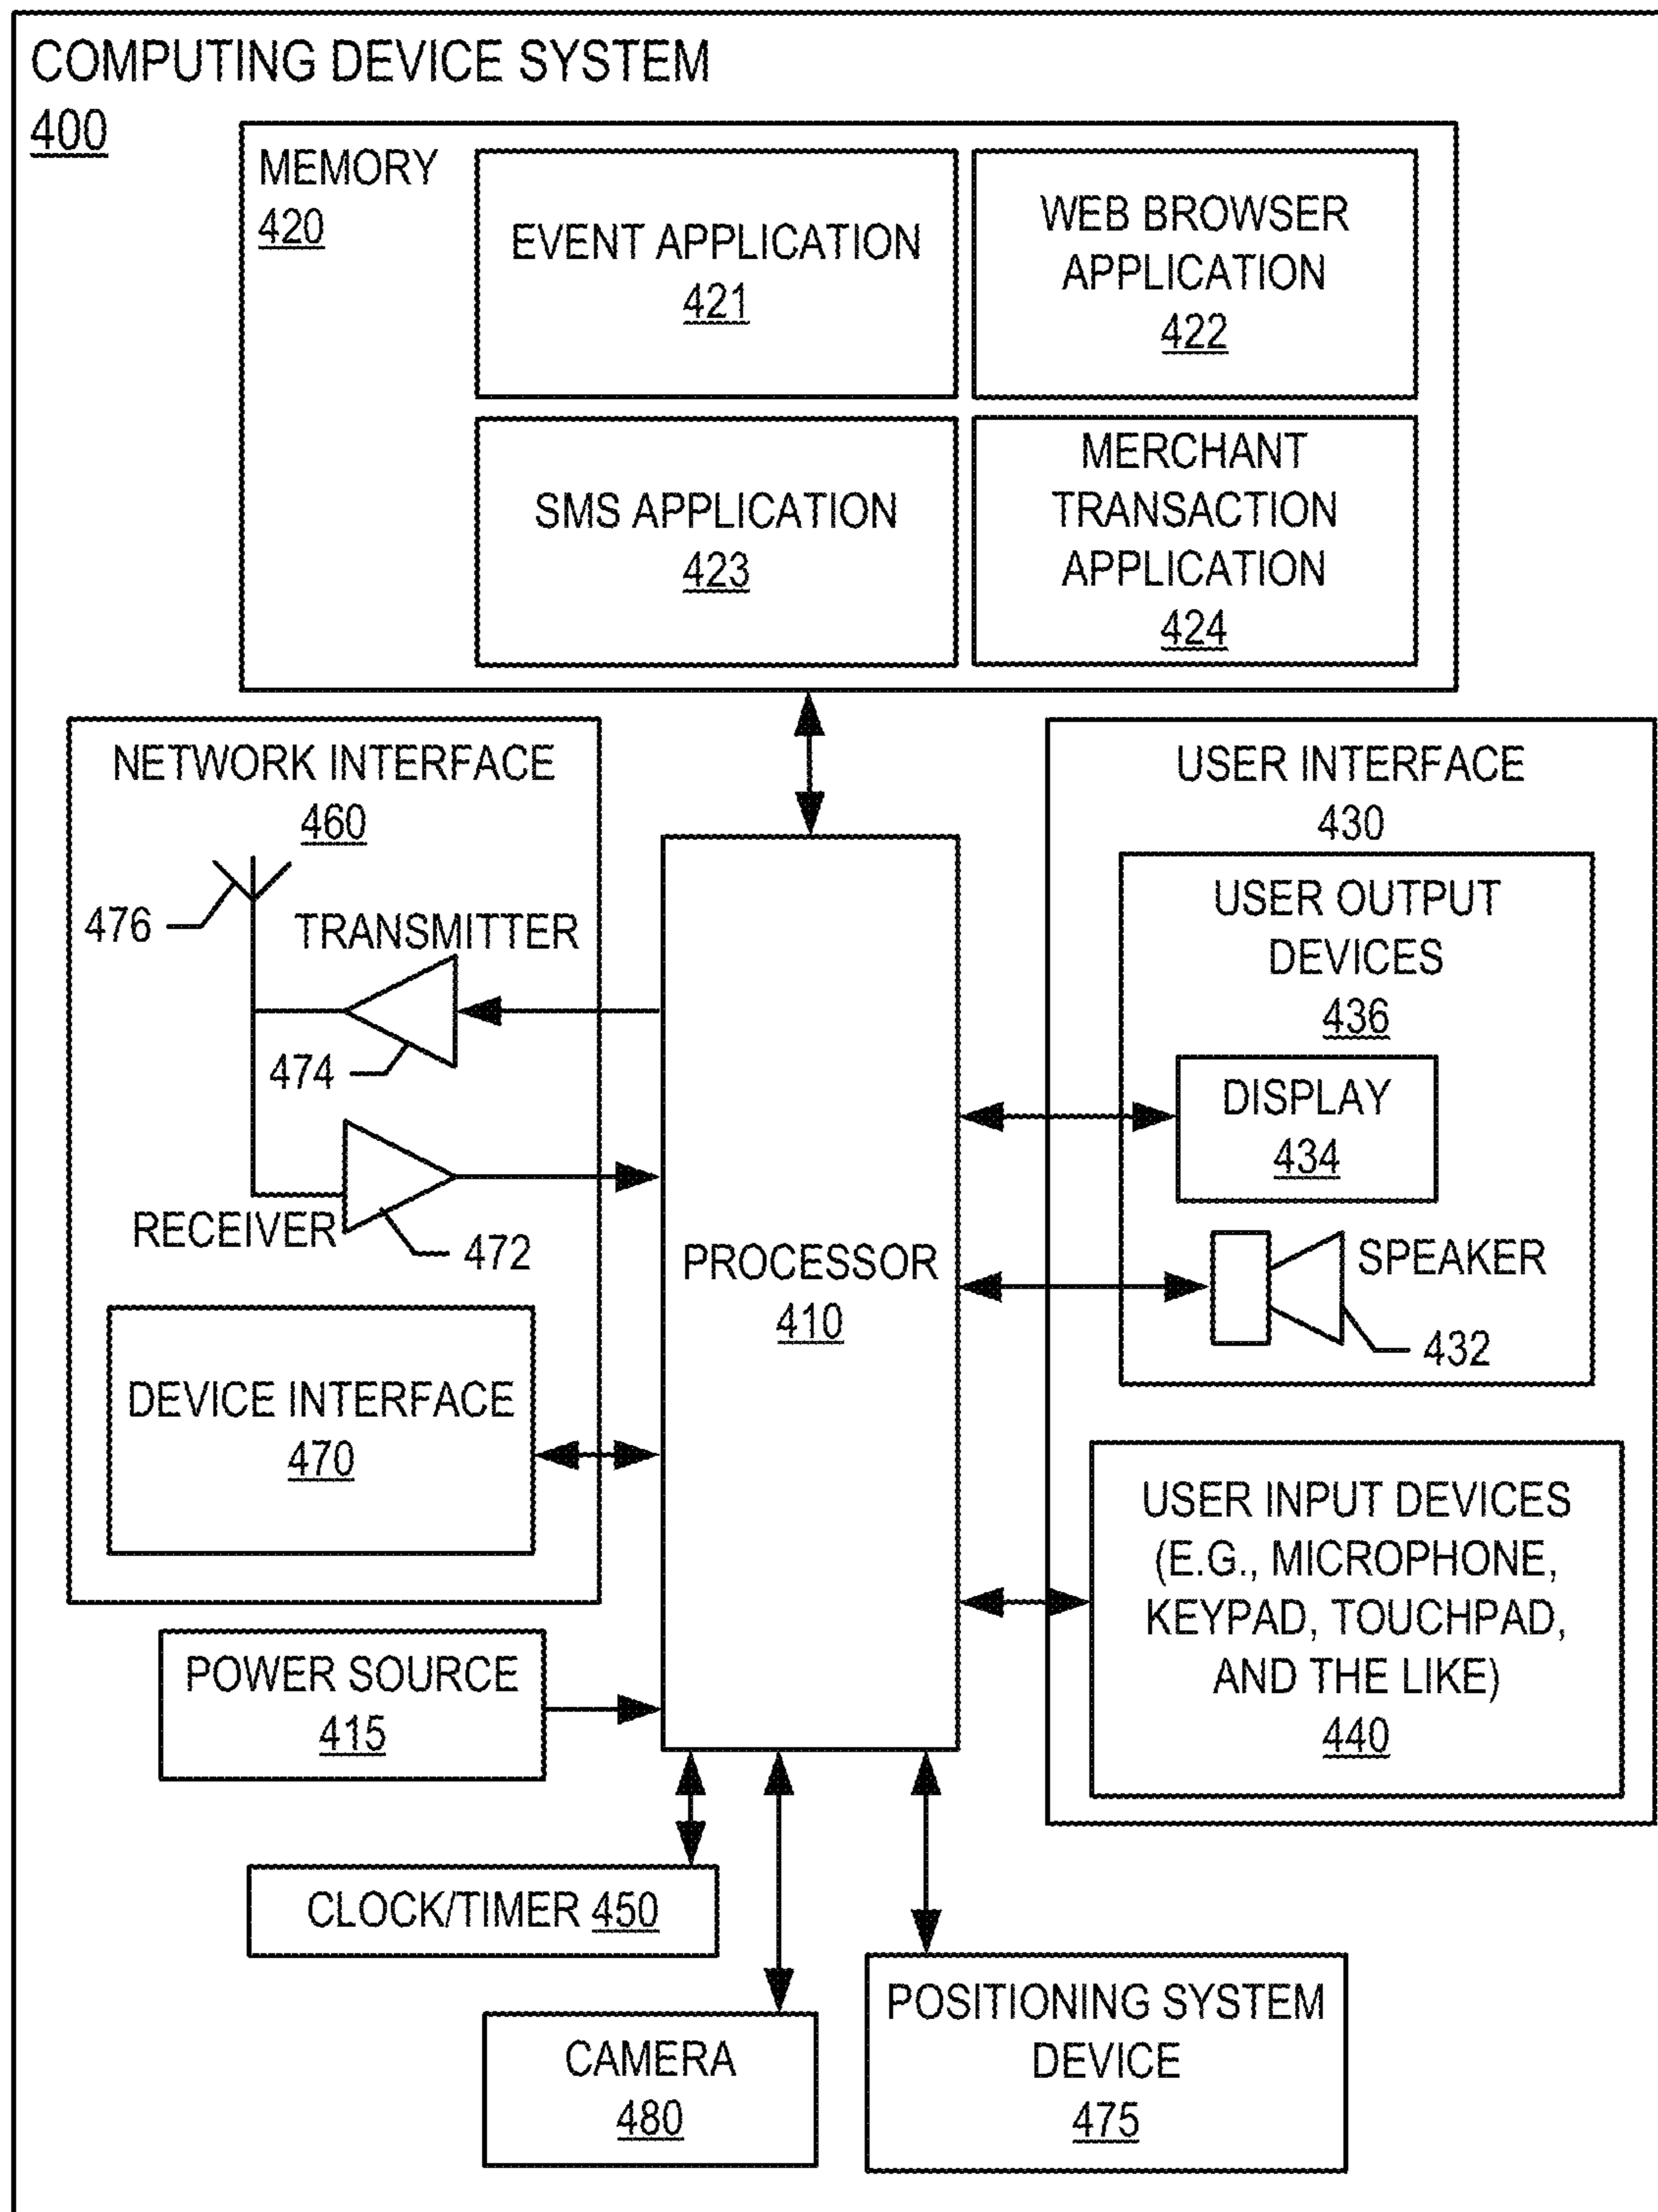 COMPUTING DEVICE SYSTEM
400
MEMORY
420
EVENT APPLICATION
421
WEB BROWSER
APPLICATION
422
SMS APPLICATION
423
MERCHANT
TRANSACTION
APPLICATION
424
NETWORK INTERFACE
460
476
TRANSMITTER
474
RECEIVER
472
DEVICE INTERFACE
470
POWER SOURCE
415
PROCESSOR
410
USER INTERFACE
430
USER OUTPUT
DEVICES
436
DISPLAY
434
SPEAKER
432
USER INPUT DEVICES
(E.G., MICROPHONE,
KEYPAD, TOUCHPAD,
AND THE LIKE)
440
CLOCK/TIMER 450
CAMERA
480
POSITIONING SYSTEM
DEVICE
475